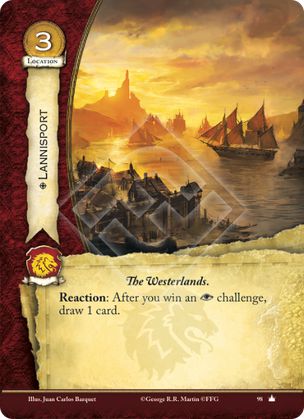 3
LOCATION
LANNISPORT
The Westerlands.
Reaction: After you win an challenge,
draw 1 card.
Illus. Juan Carlos Barquet
©George R.R. Martin ©FFG
98